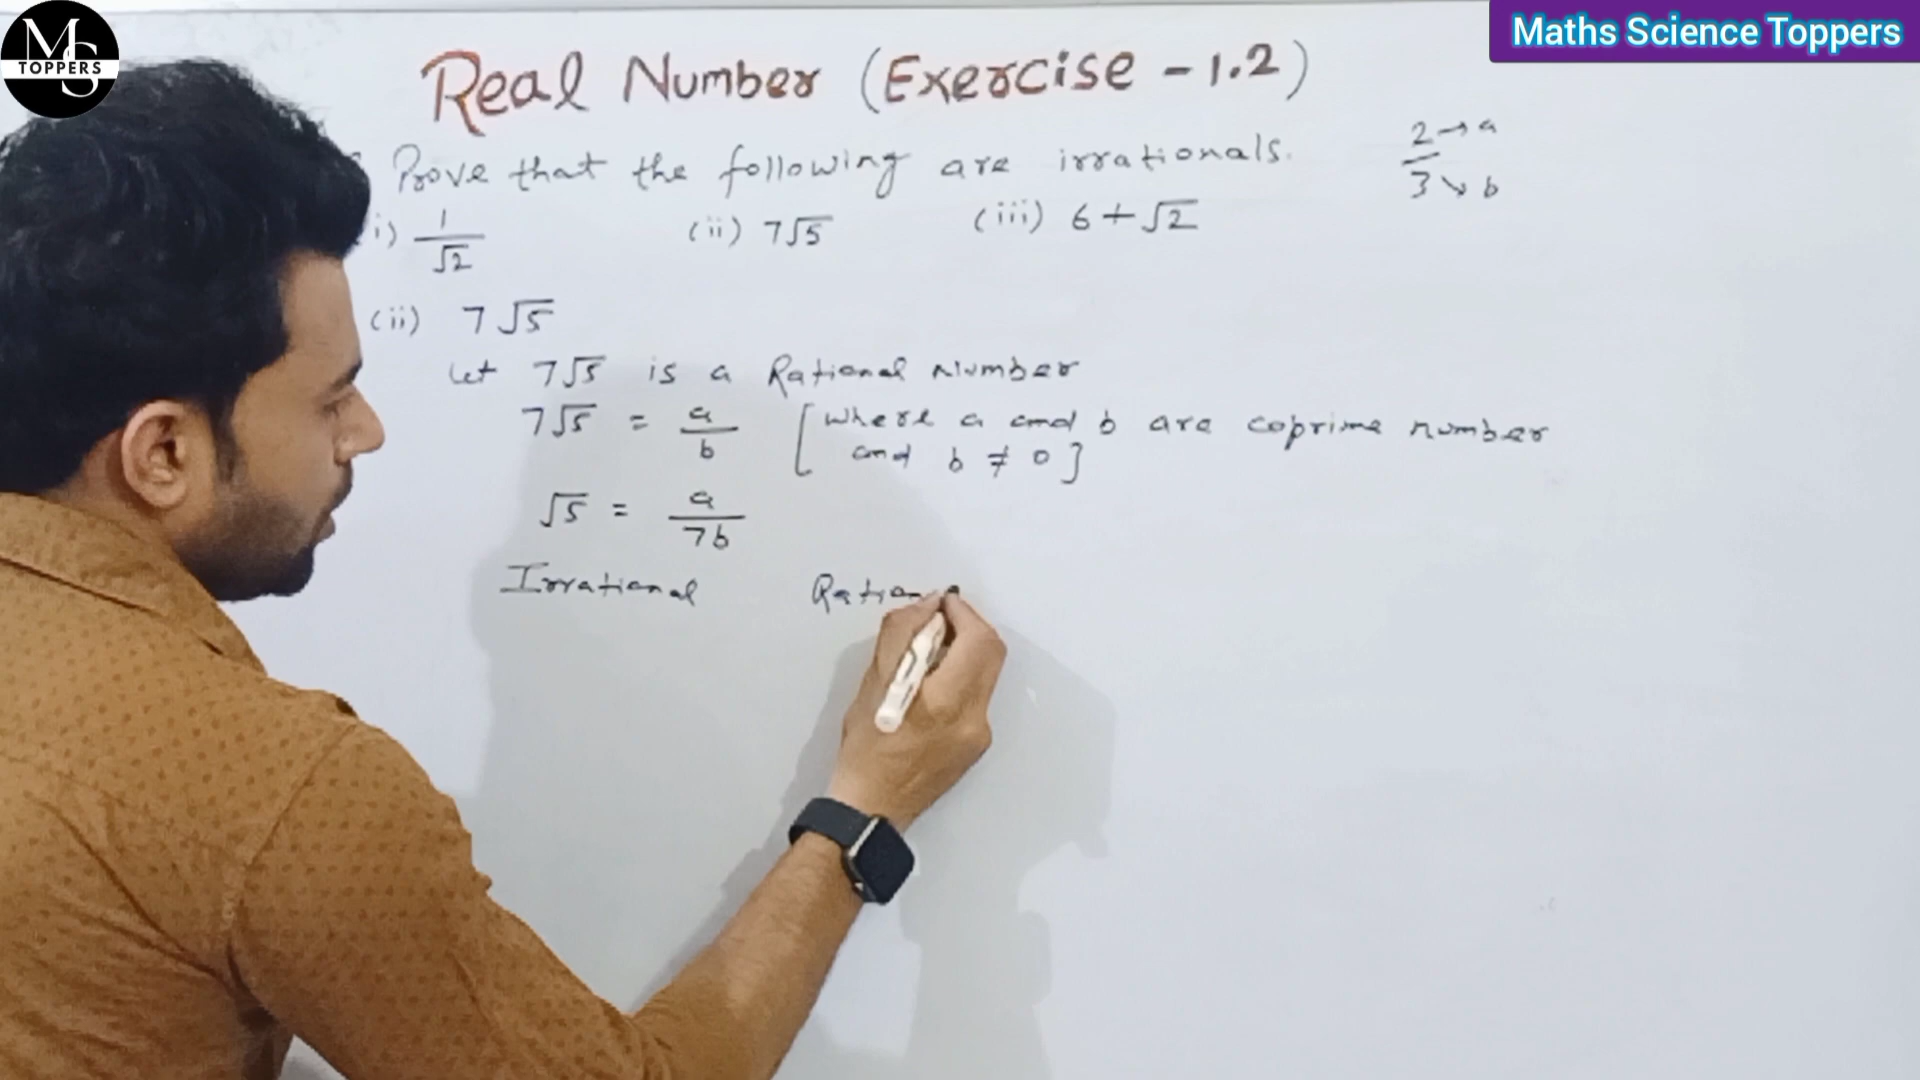 MS
TOPPERS
Maths Science Toppers
Real Number (Exercise - 1.2)
Prove that the following are irrationals.
2 → a
3 ↘ b
i) 1/√2 (ii) 7√5 (iii) 6+√2
(ii) 7√5
Let 7√5 is a Rational Number
7√5 = a/b [where a and b are coprime number
and b ≠ 0]
√5 = a/7b
Irrational Ration